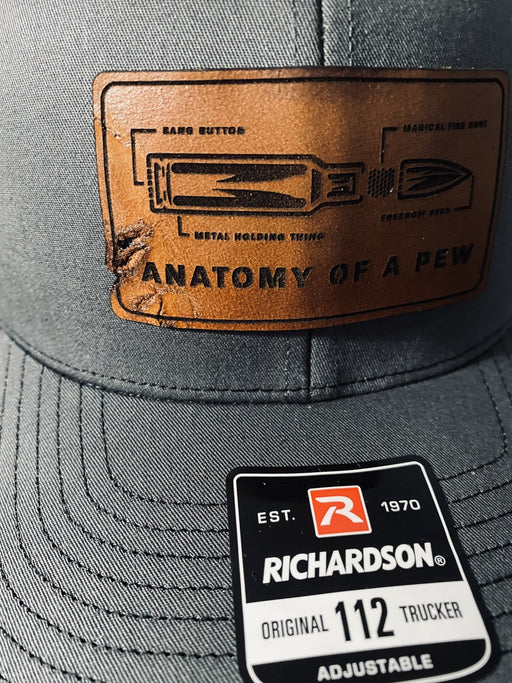 BANG BUTTON
MAGICAL FIRE DUST
FREEDOM SEED
METAL HOLDING THING
ANATOMY OF A PEW
EST. R 1970
RICHARDSON®
ORIGINAL 112 TRUCKER
ADJUSTABLE